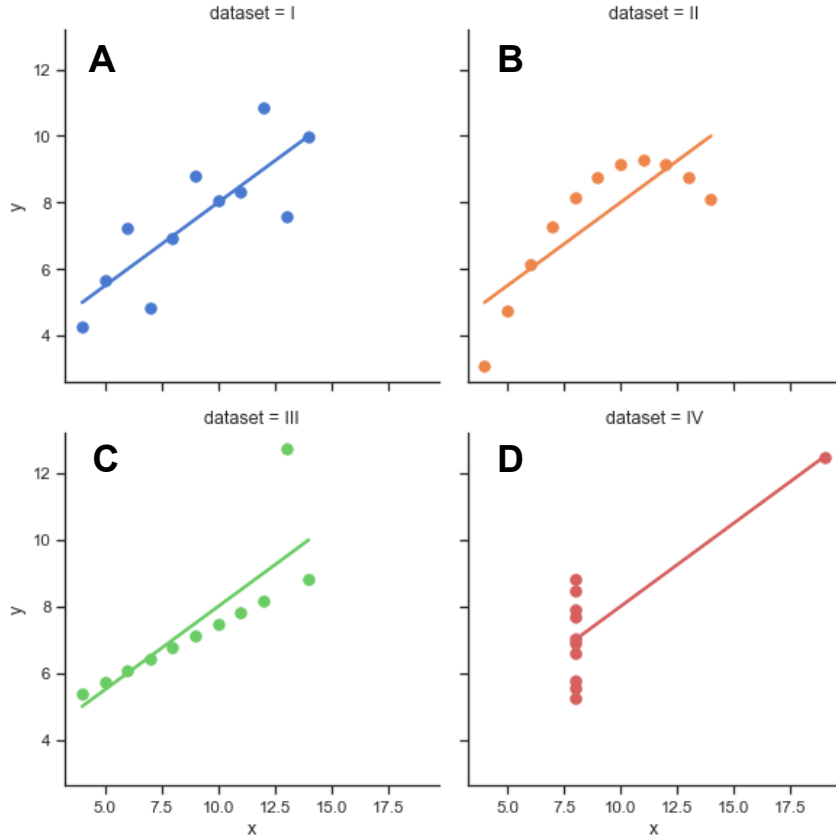 dataset = I
dataset = II
A
B
12
10
8
6
4
y
dataset = III
dataset = IV
C
D
12
10
8
6
4
y
5.0 7.5 10.0 12.5 15.0 17.5
5.0 7.5 10.0 12.5 15.0 17.5
x
x